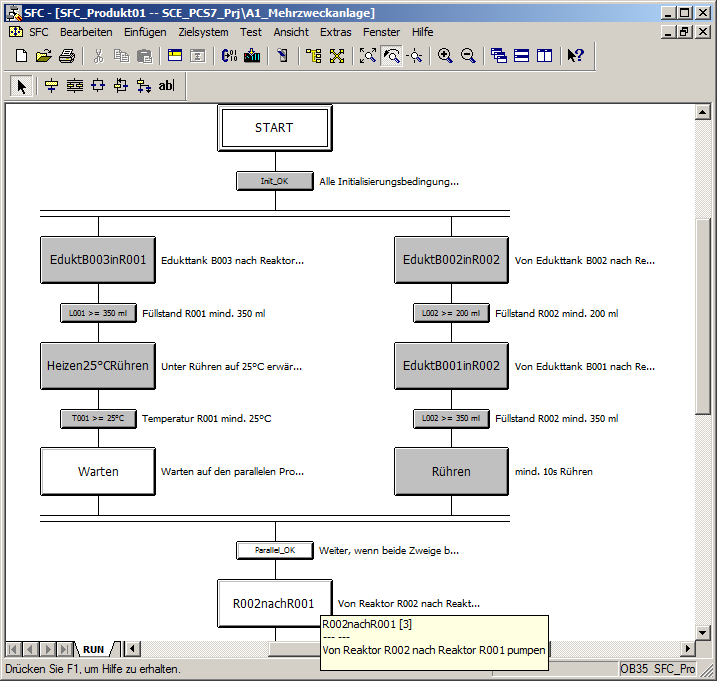 SFC - [SFC_Produkt01 -- SCE_PCS7_Prj\A1_Mehrzweckanlage]
SFC Bearbeiten Einfügen Zielsystem Test Ansicht Extras Fenster Hilfe
abl
START
Init_OK Alle Initialisierungsbedingung...
EduktB003inR001 Edukttank B003 nach Reaktor... EduktB002inR002 Von Edukttank B002 nach Re...
L001 >= 350 ml Füllstand R001 mind. 350 ml L002 >= 200 ml Füllstand R002 mind. 200 ml
Heizen25°CRühren Unter Rühren auf 25°C erwär... EduktB001inR002 Von Edukttank B001 nach Re...
T001 >= 25°C Temperatur R001 mind. 25°C L002 >= 350 ml Füllstand R002 mind. 350 ml
Warten Warten auf den parallelen Pro... Rühren mind. 10s Rühren
Parallel_OK Weiter, wenn beide Zweige b...
R002nachR001 Von Reaktor R002 nach Reakt...
R002nachR001 [3]
--- ---
Von Reaktor R002 nach Reaktor R001 pumpen
RUN
Drücken Sie F1, um Hilfe zu erhalten. OB35 SFC_Pro